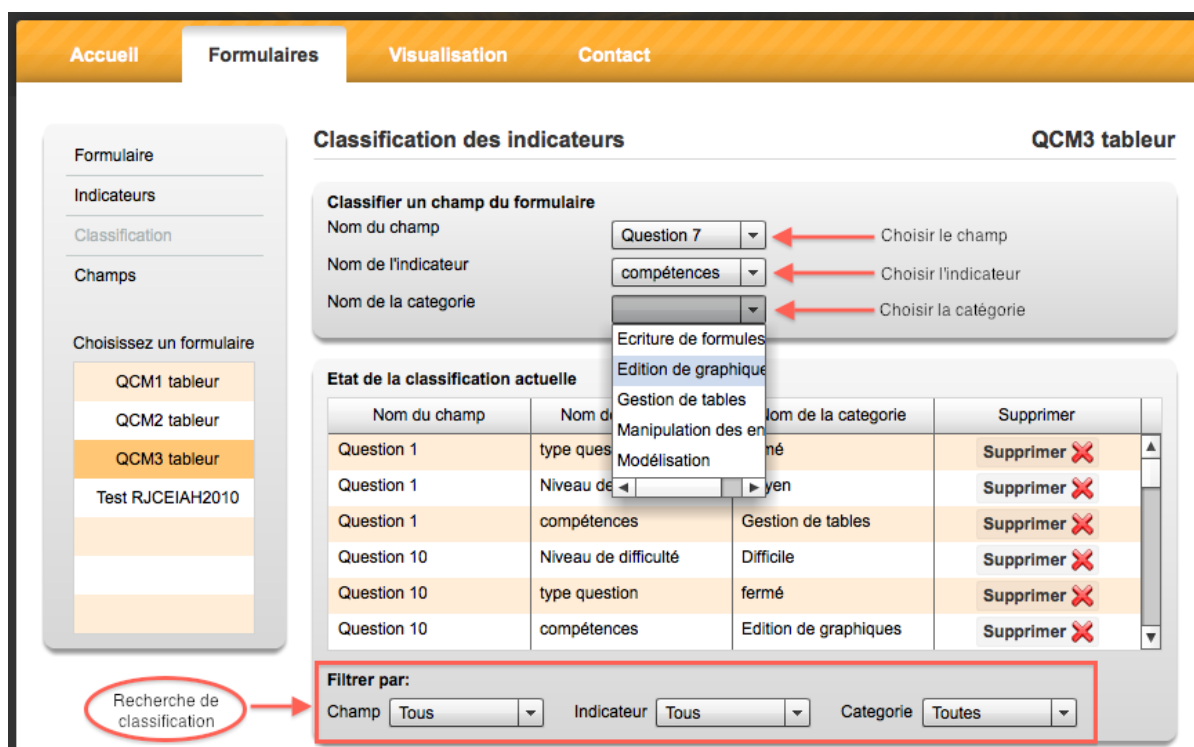 Accueil Formulaires Visualisation Contact
Formulaire
Indicateurs
Classification
Champs
Choisissez un formulaire
QCM1 tableur
QCM2 tableur
QCM3 tableur
Test RJCEIAH2010
Classification des indicateurs QCM3 tableur
Classifier un champ du formulaire
Nom du champ Question 7 Choisir le champ
Nom de l'indicateur compétences Choisir l'indicateur
Nom de la categorie Choisir la catégorie
Ecriture de formules
Edition de graphique
Gestion de tables
Manipulation des en
Modélisation
Etat de la classification actuelle
Nom du champ Nom d Nom de la categorie Supprimer
Question 1 type ques mé Supprimer
Question 1 Niveau de yen Supprimer
Question 1 compétences Gestion de tables Supprimer
Question 10 Niveau de difficulté Difficile Supprimer
Question 10 type question fermé Supprimer
Question 10 compétences Edition de graphiques Supprimer
Filtrer par:
Champ Tous Indicateur Tous Categorie Toutes
Recherche de
classification